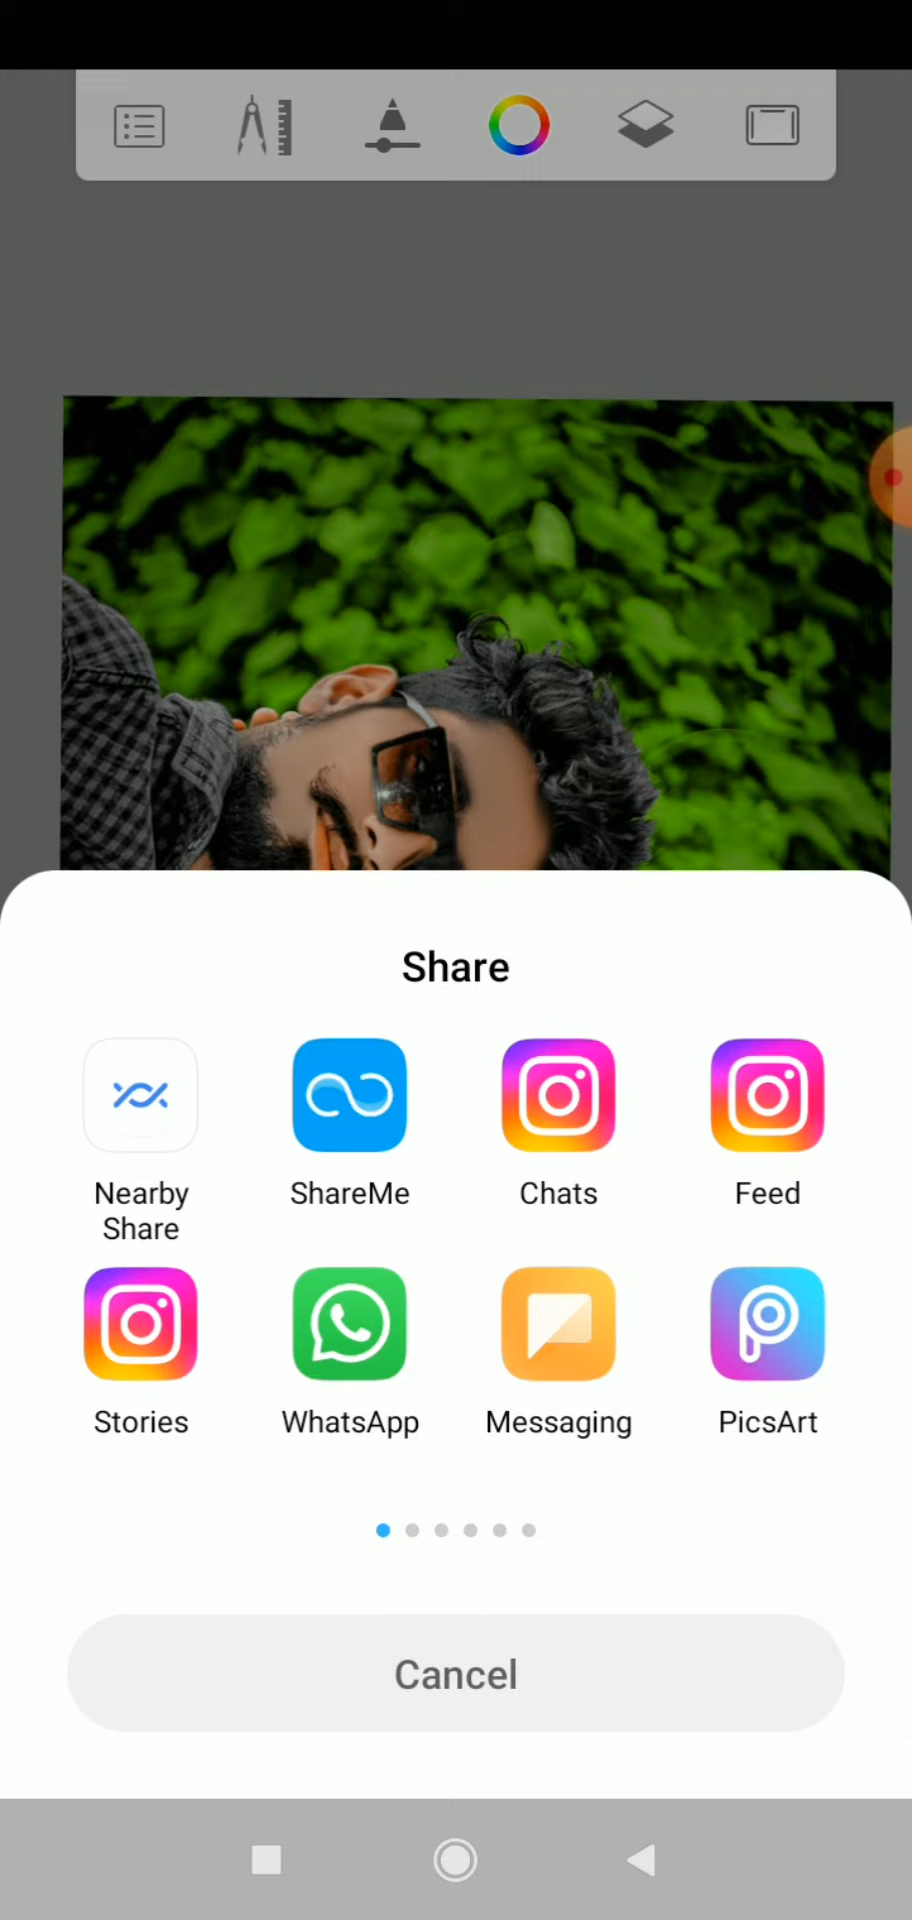 Share
Nearby
Share
ShareMe
Chats
Feed
Stories
WhatsApp
Messaging
PicsArt
Cancel